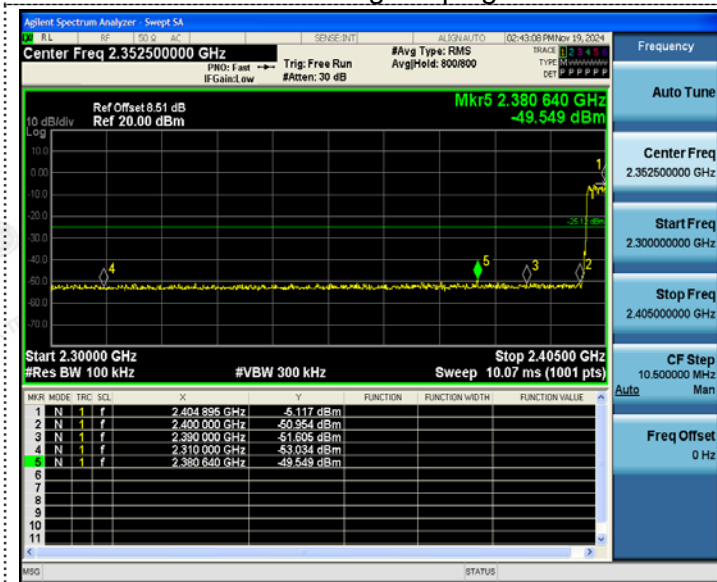 Agilent Spectrum Analyzer - Swept SA
RL RF 50 Ω AC SENSE:INT ALIGN AUTO 02:43:08 PM Nov 19, 2024
Center Freq 2.352500000 GHz
PNO: Fast Trig: Free Run #Avg Type: RMS TRACE 1 2 3 4 5 6
IFGain:Low #Atten: 30 dB Avg|Hold: 800/800 TYPE M
DET P P P P P P
Frequency
Auto Tune
Center Freq
2.352500000 GHz
Start Freq
2.300000000 GHz
Stop Freq
2.405000000 GHz
CF Step
10.500000 MHz
Auto Man
Freq Offset
0 Hz
Mkr5 2.380 640 GHz
-49.549 dBm
Ref Offset 8.51 dB
10 dB/div Ref 20.00 dBm
Log
10.0
0.00
-10.0
-20.0
-30.0
-40.0
-50.0
-60.0
-70.0
1
4
5
3
2
Start 2.30000 GHz Stop 2.40500 GHz
#Res BW 100 kHz #VBW 300 kHz Sweep 10.07 ms (1001 pts)
MKR MODE TRC SCL X Y FUNCTION FUNCTION WIDTH FUNCTION VALUE
1 N 1 f 2.404 895 GHz -5.117 dBm
2 N 1 f 2.400 000 GHz -50.954 dBm
3 N 1 f 2.390 000 GHz -51.605 dBm
4 N 1 f 2.310 000 GHz -53.034 dBm
5 N 1 f 2.380 640 GHz -49.549 dBm
6
7
8
9
10
11
MSG STATUS